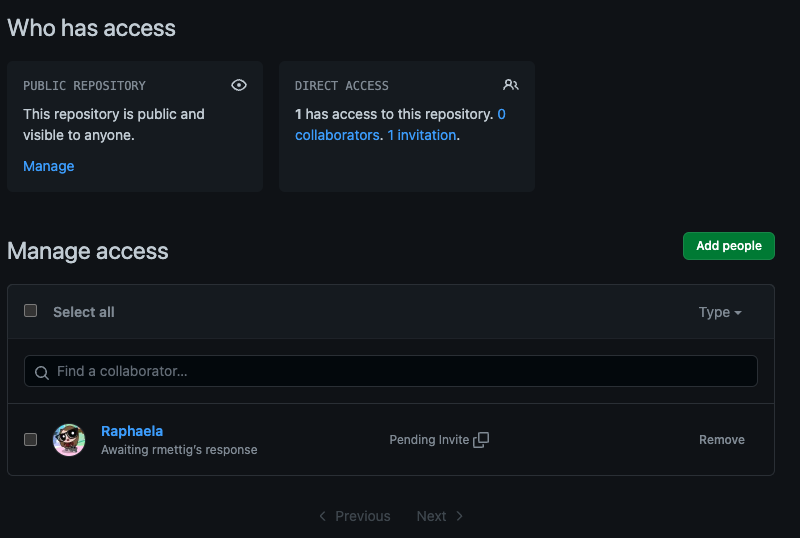 Who has access
PUBLIC REPOSITORY
This repository is public and
visible to anyone.
Manage
DIRECT ACCESS
1 has access to this repository. 0
collaborators. 1 invitation.
Manage access
Add people
Select all
Type
Find a collaborator...
Raphaela
Awaiting rmettig's response
Pending Invite
Remove
Previous
Next